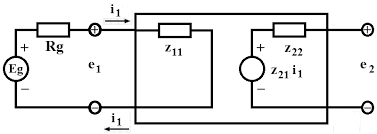 i1
Rg
z11
z22
+
+
+
+
Eg
e1
z21 i1
e2
−
−
−
−
i1